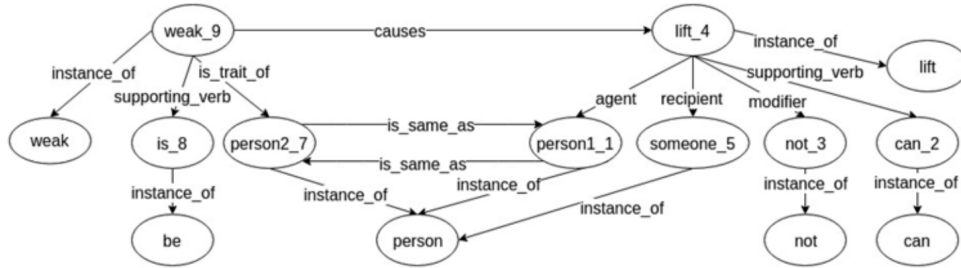 weak_9
causes
lift_4
instance_of
lift
instance_of
is_trait_of
supporting_verb
agent
recipient
supporting_verb
modifier
weak
is_8
person2_7
is_same_as
person1_1
someone_5
not_3
can_2
is_same_as
instance_of
instance_of
instance_of
instance_of
instance_of
instance_of
be
person
not
can